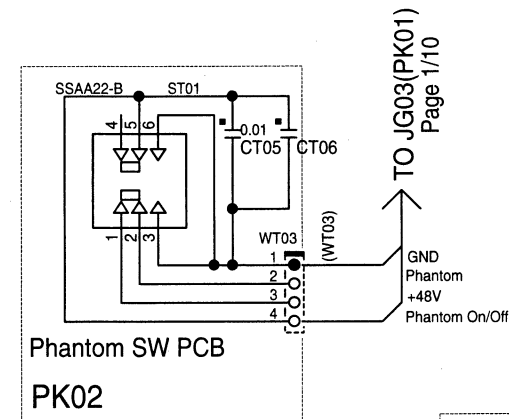 TO JG03(PK01)
Page 1/10
SSAA22-B
ST01
4
5
6
0.01
CT05
CT06
1
2
3
WT03
(WT03)
1
2
3
4
GND
Phantom
+48V
Phantom On/Off
Phantom SW PCB
PK02